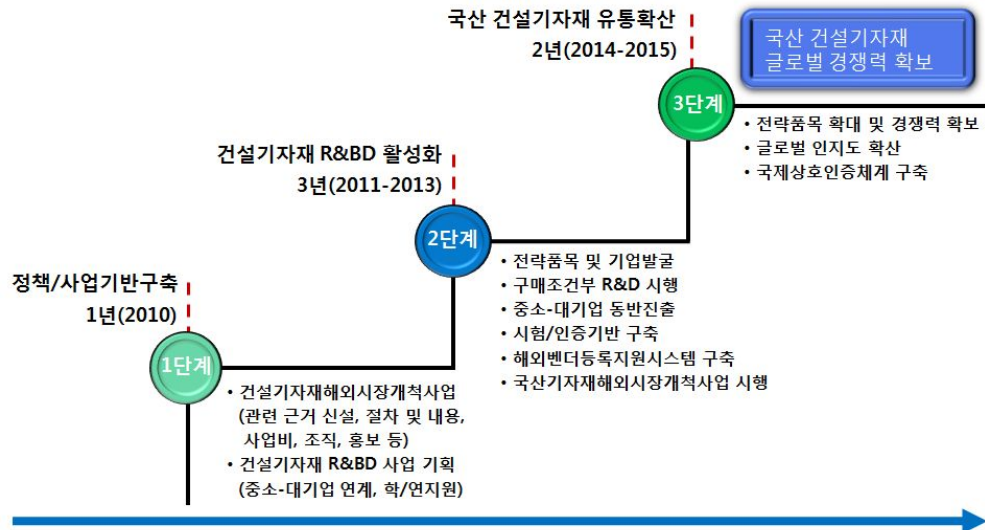 국산 건설기자재 유통확산
2년(2014-2015)
국산 건설기자재
글로벌 경쟁력 확보
3단계
• 전략품목 확대 및 경쟁력 확보
• 글로벌 인지도 확산
• 국제상호인증체계 구축
건설기자재 R&BD 활성화
3년(2011-2013)
2단계
• 전략품목 및 기업발굴
• 구매조건부 R&D 시행
• 중소-대기업 동반진출
• 시험/인증기반 구축
• 해외벤더등록지원시스템 구축
• 국산기자재해외시장개척사업 시행
정책/사업기반구축
1년(2010)
1단계
• 건설기자재해외시장개척사업
(관련 근거 신설, 절차 및 내용,
사업비, 조직, 홍보 등)
• 건설기자재 R&BD 사업 기획
(중소-대기업 연계, 학/연지원)